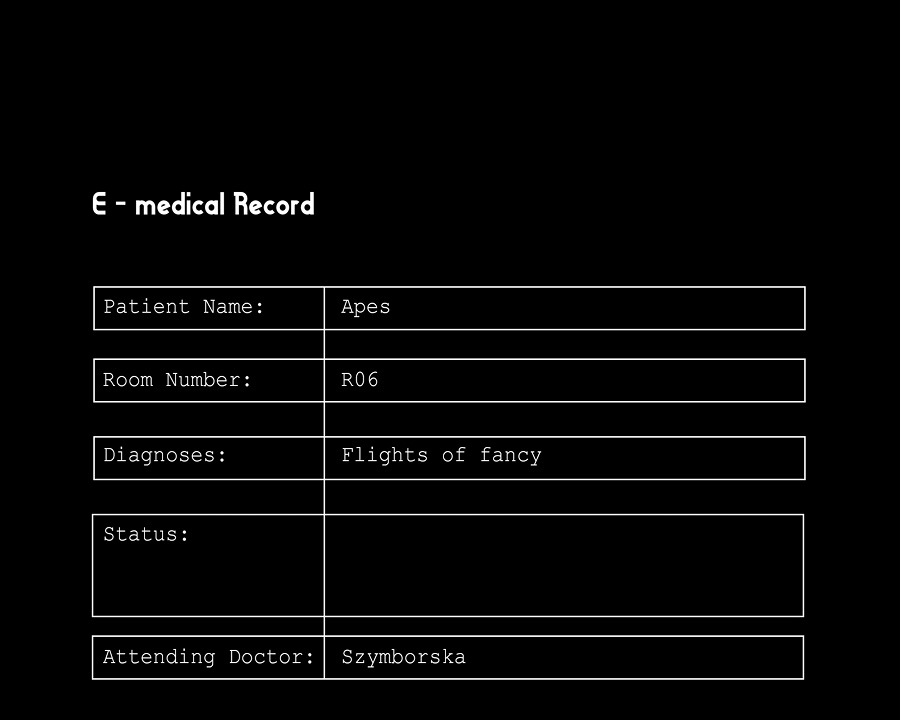 E - medical Record
Patient Name: Apes
Room Number: R06
Diagnoses: Flights of fancy
Status:
Attending Doctor: Szymborska